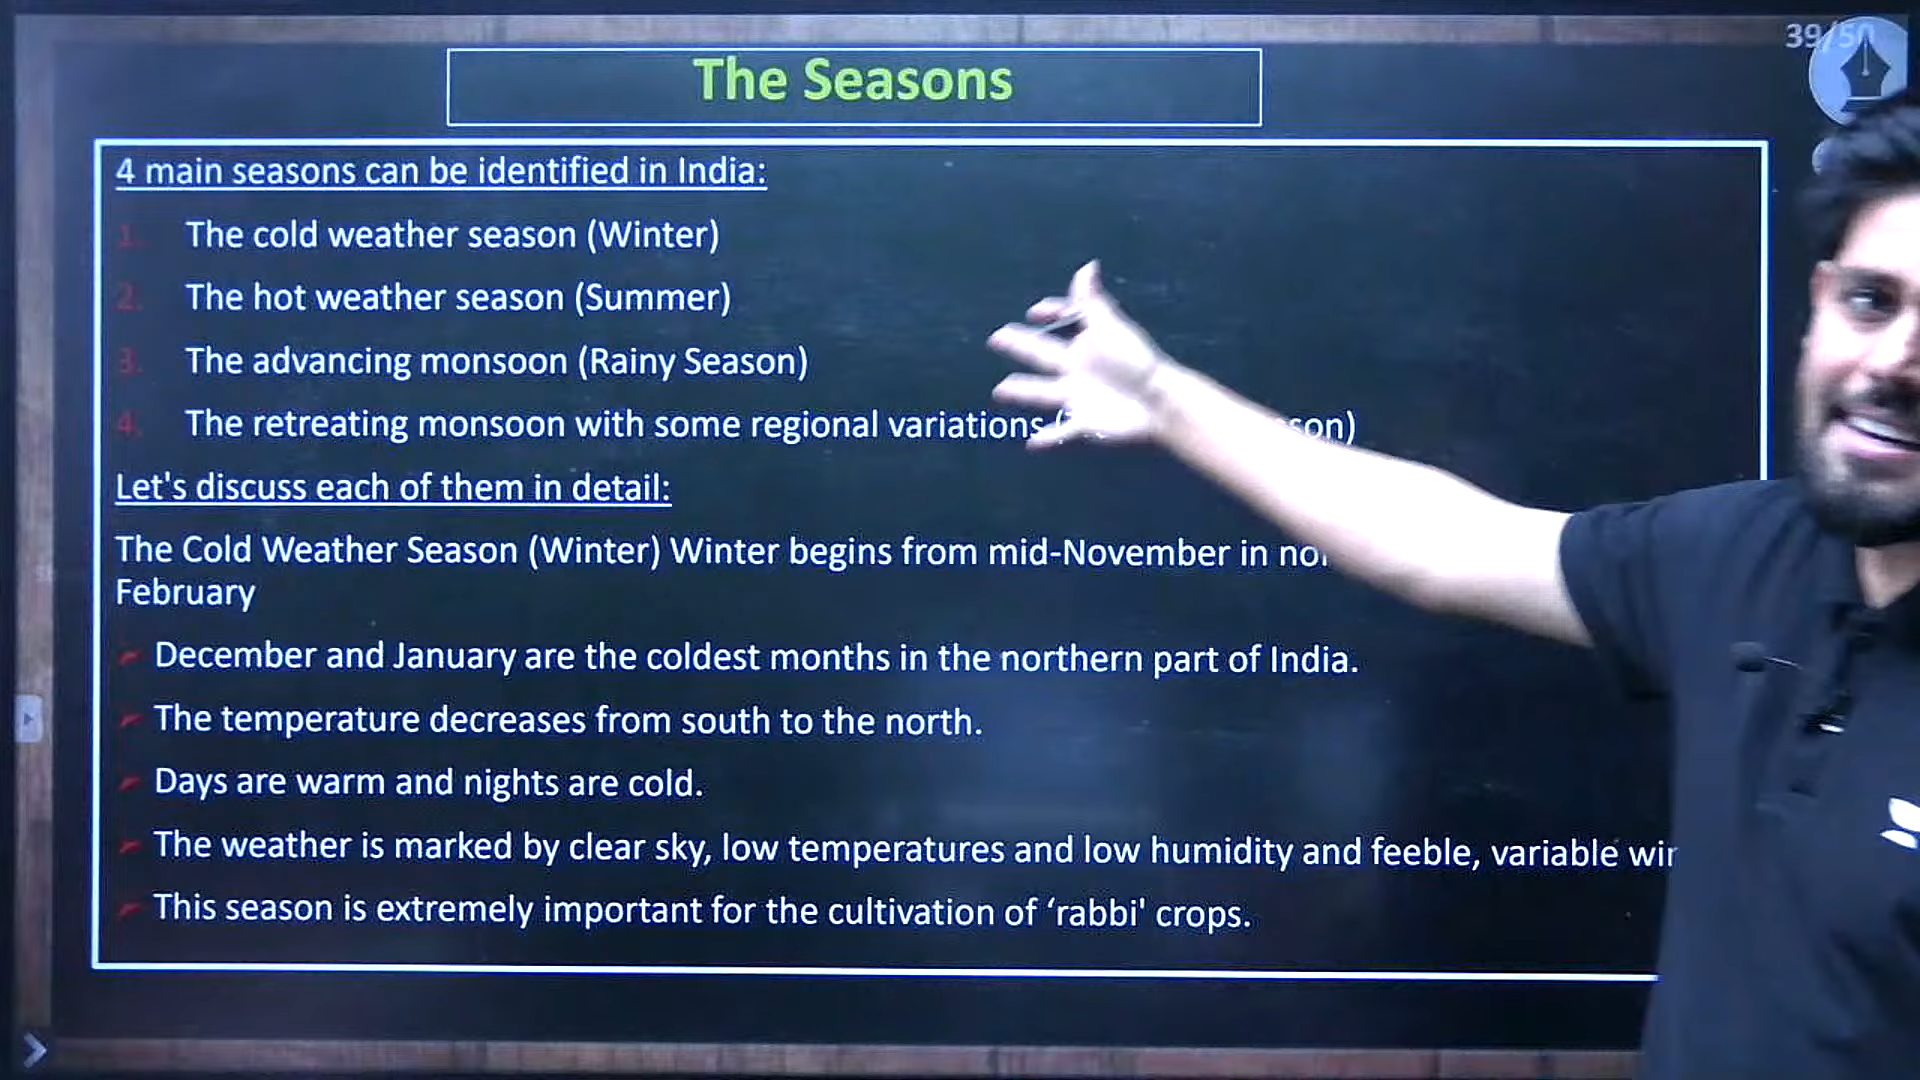 39/50
The Seasons
4 main seasons can be identified in India:
1. The cold weather season (Winter)
2. The hot weather season (Summer)
3. The advancing monsoon (Rainy Season)
4. The retreating monsoon with some regional variations
Let's discuss each of them in detail:
The Cold Weather Season (Winter) Winter begins from mid-November in
February
December and January are the coldest months in the northern part of India.
The temperature decreases from south to the north.
Days are warm and nights are cold.
The weather is marked by clear sky, low temperatures and low humidity and feeble, variable
This season is extremely important for the cultivation of ‘rabbi' crops.